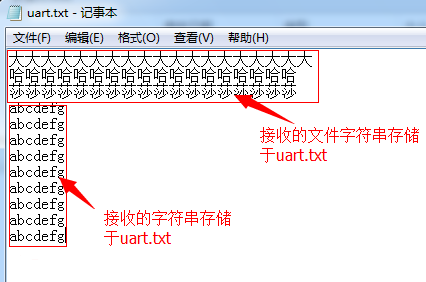 uart.txt - 记事本
文件(F) 编辑(E) 格式(O) 查看(V) 帮助(H)
大大大大大大大大大大大大大大大大大大大
哈哈哈哈哈哈哈哈哈哈哈哈哈哈哈哈哈哈
沙沙沙沙沙沙沙沙沙沙沙沙沙沙沙沙沙沙
abcdefg
abcdefg
abcdefg
abcdefg
abcdefg
abcdefg
abcdefg
abcdefg
abcdefg
接收的文件字符串存储
于uart.txt
接收的字符串存储
于uart.txt